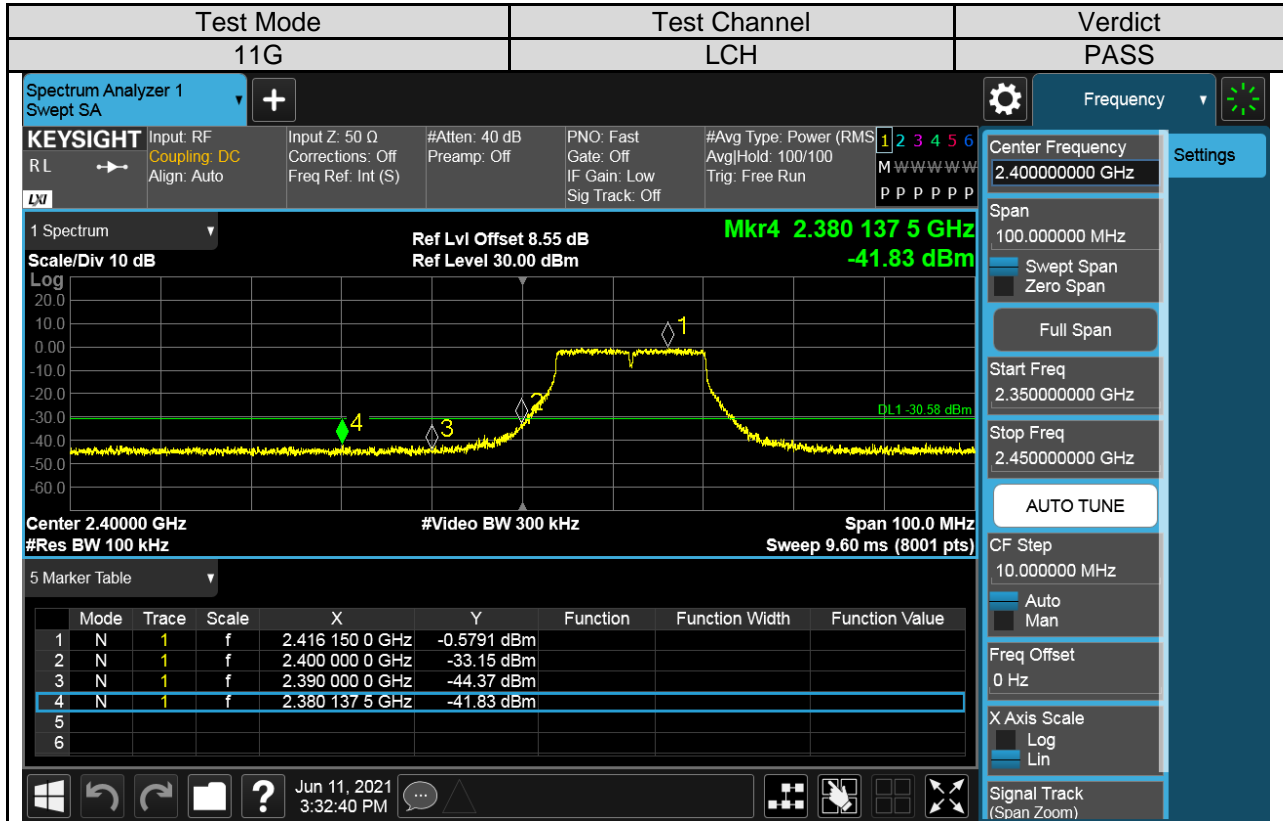 Test Mode Test Channel Verdict
11G LCH PASS
Spectrum Analyzer 1
Swept SA
Frequency
KEYSIGHT Input: RF Input Z: 50 Ω #Atten: 40 dB PNO: Fast #Avg Type: Power (RMS 1 2 3 4 5 6
RL Coupling: DC Corrections: Off Preamp: Off Gate: Off Avg|Hold: 100/100 M W W W W W
Align: Auto Freq Ref: Int (S) IF Gain: Low Trig: Free Run
LXI Sig Track: Off P P P P P P
1 Spectrum Ref Lvl Offset 8.55 dB Mkr4 2.380 137 5 GHz
Scale/Div 10 dB Ref Level 30.00 dBm -41.83 dBm
Log
20.0
10.0
1
0.00
-10.0
-20.0
2
DL1 -30.58 dBm
-30.0
4
3
-40.0
-50.0
-60.0
Center 2.40000 GHz #Video BW 300 kHz Span 100.0 MHz
#Res BW 100 kHz Sweep 9.60 ms (8001 pts)
5 Marker Table
Mode Trace Scale X Y Function Function Width Function Value
1 N 1 f 2.416 150 0 GHz -0.5791 dBm
2 N 1 f 2.400 000 0 GHz -33.15 dBm
3 N 1 f 2.390 000 0 GHz -44.37 dBm
4 N 1 f 2.380 137 5 GHz -41.83 dBm
5
6
Jun 11, 2021
3:32:40 PM
?
Center Frequency
2.400000000 GHz
Settings
Span
100.000000 MHz
Swept Span
Zero Span
Full Span
Start Freq
2.350000000 GHz
Stop Freq
2.450000000 GHz
AUTO TUNE
CF Step
10.000000 MHz
Auto
Man
Freq Offset
0 Hz
X Axis Scale
Log
Lin
Signal Track
(Span Zoom)